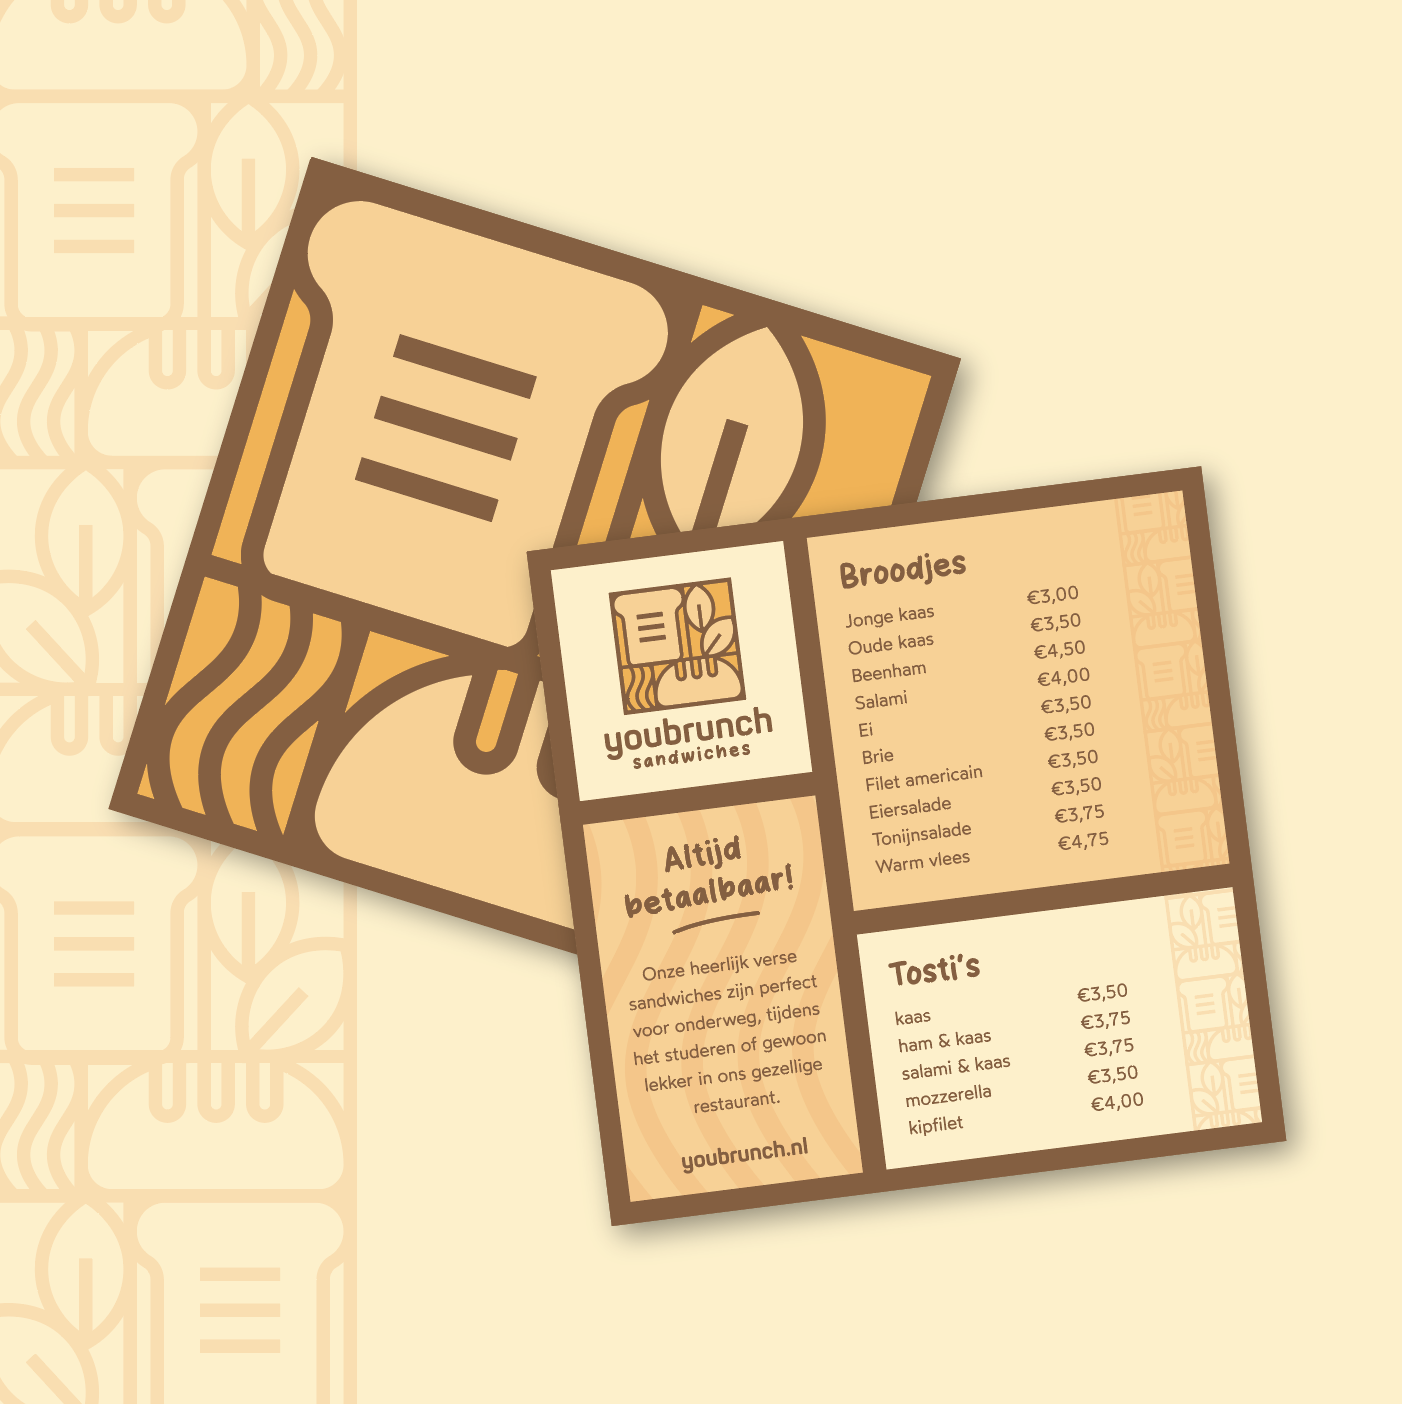 youbrunch
sandwiches
Altijd
betaalbaar!
Onze heerlijk verse
sandwiches zijn perfect
voor onderweg, tijdens
het studeren of gewoon
lekker in ons gezellige
restaurant.
youbrunch.nl
Broodjes
Jonge kaas €3,00
Oude kaas €3,50
Beenham €4,50
Salami €4,00
Ei €3,50
Brie €3,50
Filet americain €3,50
Eiersalade €3,50
Tonijnsalade €3,75
Warm vlees €4,75
Tosti's
kaas €3,50
ham & kaas €3,75
salami & kaas €3,75
mozzerella €3,50
kipfilet €4,00